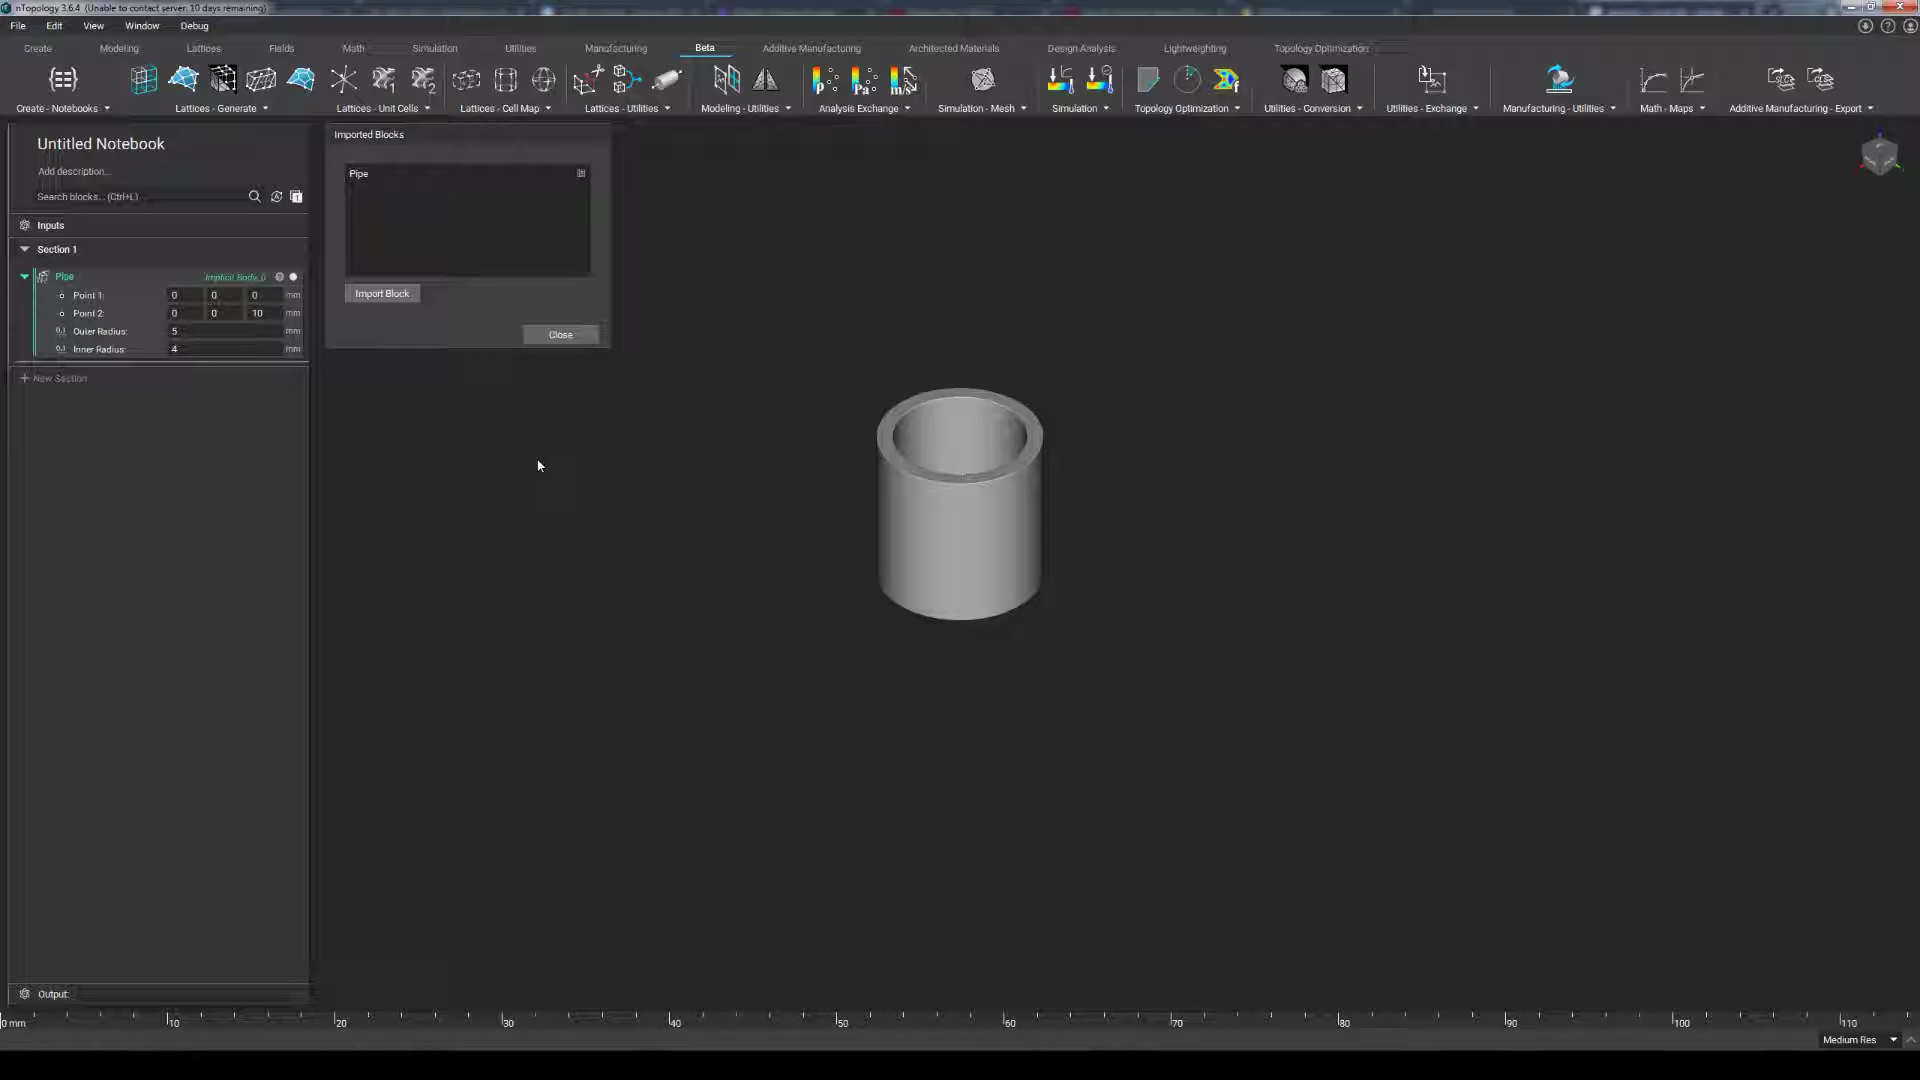 nTopology 3.6.4 (Unable to contact server: 10 days remaining)
File Edit View Window Debug
Create Modeling Lattices Fields Math Simulation Utilities Manufacturing Beta Additive Manufacturing Architected Materials Design Analysis Lightweighting Topology Optimization
Create - Notebooks Lattices - Generate Lattices - Unit Cells Lattices - Cell Map Lattices - Utilities Modeling - Utilities Analysis Exchange Simulation - Mesh Simulation Topology Optimization Utilities - Conversion Utilities - Exchange Manufacturing - Utilities Math - Maps Additive Manufacturing - Export
Untitled Notebook
Add description...
Search blocks... (Ctrl+L)
Inputs
Section 1
Pipe Implicit_Body_0
Point 1: 0 0 0 mm
Point 2: 0 0 10 mm
Outer Radius: 5 mm
Inner Radius: 4 mm
+ New Section
Output:
Imported Blocks
Pipe
Import Block
Close
0 mm 10 20 30 40 50 60 70 80 90 100 110
Medium Res